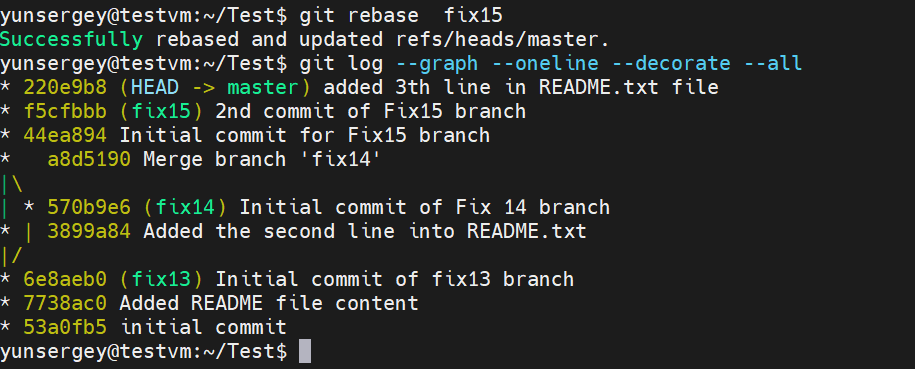 yunsergey@testvm:~/Test$ git rebase  fix15
Successfully rebased and updated refs/heads/master.
yunsergey@testvm:~/Test$ git log --graph --oneline --decorate --all
* 220e9b8 (HEAD -> master) added 3th line in README.txt file
* f5cfbbb (fix15) 2nd commit of Fix15 branch
* 44ea894 Initial commit for Fix15 branch
*   a8d5190 Merge branch 'fix14'
|\
| * 570b9e6 (fix14) Initial commit of Fix 14 branch
* | 3899a84 Added the second line into README.txt
|/
* 6e8aeb0 (fix13) Initial commit of fix13 branch
* 7738ac0 Added README file content
* 53a0fb5 initial commit
yunsergey@testvm:~/Test$